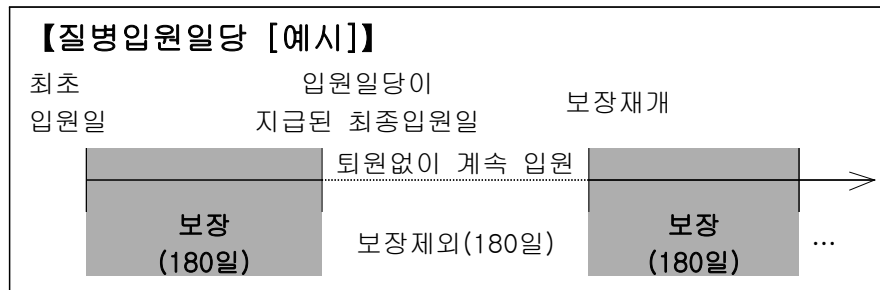 【질병입원일당 [예시]】
최초 입원일당이
보장재개
입원일 지급된 최종입원일
퇴원없이 계속 입원
보장 보장
보장제외(180일) …
(180일) (180일)